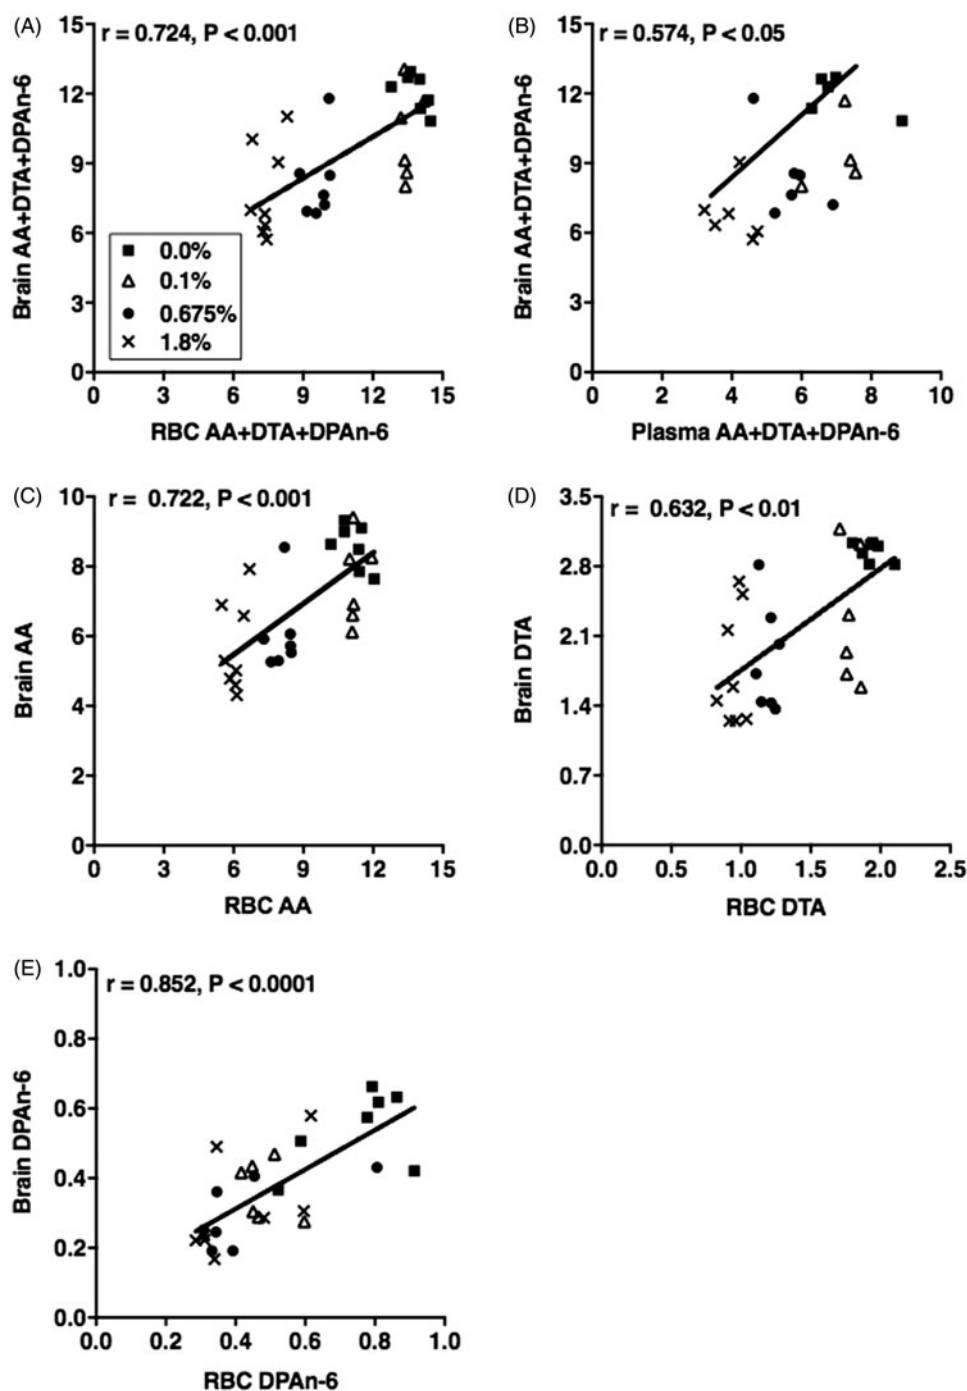 (A)
r = 0.724, P < 0.001
15
12
9
6
3
0
Brain AA+DTA+DPAn-6
0.0%
0.1%
0.675%
1.8%
0 3 6 9 12 15
RBC AA+DTA+DPAn-6
(B)
r = 0.574, P < 0.05
15
12
9
6
3
0
Brain AA+DTA+DPAn-6
0 2 4 6 8 10
Plasma AA+DTA+DPAn-6
(C)
r = 0.722, P < 0.001
10
8
6
4
2
0
Brain AA
0 3 6 9 12 15
RBC AA
(D)
r = 0.632, P < 0.01
3.5
2.8
2.1
1.4
0.7
0.0
Brain DTA
0.0 0.5 1.0 1.5 2.0 2.5
RBC DTA
(E)
r = 0.852, P < 0.0001
1.0
0.8
0.6
0.4
0.2
0.0
Brain DPAn-6
0.0 0.2 0.4 0.6 0.8 1.0
RBC DPAn-6